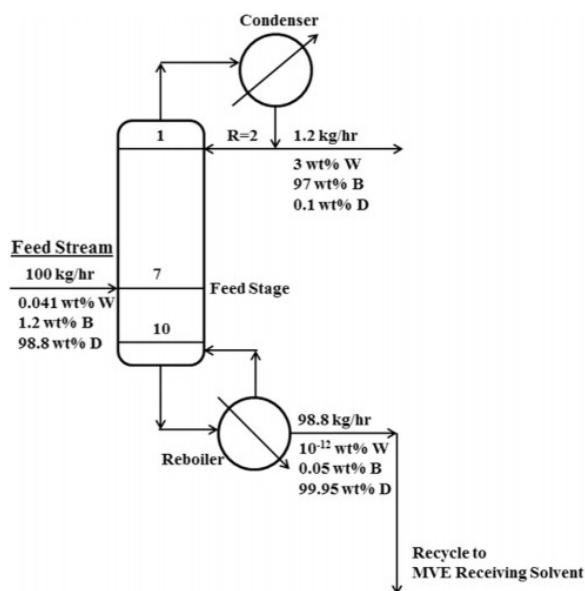 Condenser
1
R=2
1.2 kg/hr
3 wt% W
97 wt% B
0.1 wt% D
Feed Stream
100 kg/hr
0.041 wt% W
1.2 wt% B
98.8 wt% D
7
Feed Stage
10
Reboiler
98.8 kg/hr
10⁻¹² wt% W
0.05 wt% B
99.95 wt% D
Recycle to
MVE Receiving Solvent